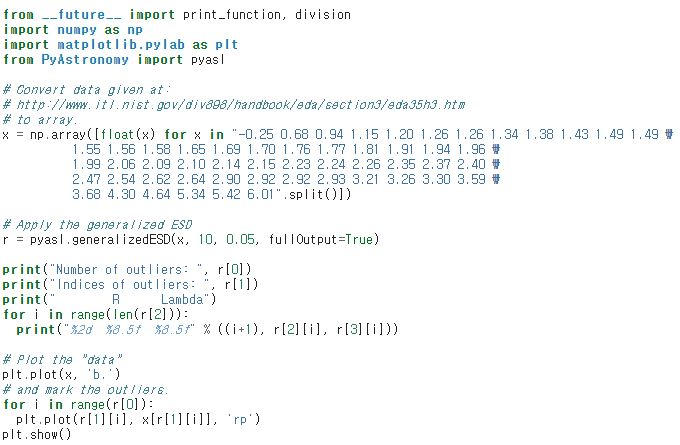 from __future__ import print_function, division
import numpy as np
import matplotlib.pylab as plt
from PyAstronomy import pyasl

# Convert data given at:
# http://www.itl.nist.gov/div898/handbook/eda/section3/eda35h3.htm
# to array.
x = np.array([float(x) for x in "-0.25 0.68 0.94 1.15 1.20 1.26 1.26 1.34 1.38 1.43 1.49 1.49 ₩
         1.55 1.56 1.58 1.65 1.69 1.70 1.76 1.77 1.81 1.91 1.94 1.96 ₩
         1.99 2.06 2.09 2.10 2.14 2.15 2.23 2.24 2.26 2.35 2.37 2.40 ₩
         2.47 2.54 2.62 2.64 2.90 2.92 2.92 2.93 3.21 3.26 3.30 3.59 ₩
         3.68 4.30 4.64 5.34 5.42 6.01".split()])

# Apply the generalized ESD
r = pyasl.generalizedESD(x, 10, 0.05, fullOutput=True)

print("Number of outliers: ", r[0])
print("Indices of outliers: ", r[1])
print("        R      Lambda")
for i in range(len(r[2])):
  print("%2d  %8.5f  %8.5f" % ((i+1), r[2][i], r[3][i]))

# Plot the "data"
plt.plot(x, 'b.')
# and mark the outliers.
for i in range(r[0]):
  plt.plot(r[1][i], x[r[1][i]], 'rp')
plt.show()